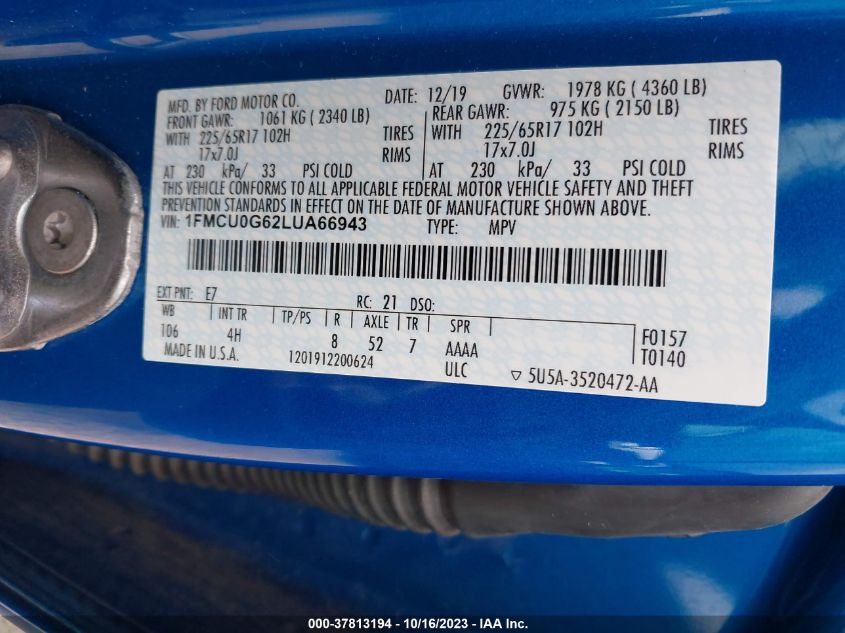 MFD. BY FORD MOTOR CO. DATE: 12/19 GVWR: 1978 KG ( 4360 LB)
FRONT GAWR: 1061 KG ( 2340 LB) REAR GAWR: 975 KG ( 2150 LB)
WITH 225/65R17 102H TIRES WITH 225/65R17 102H TIRES
17x7.0J RIMS 17x7.0J RIMS
AT 230 kPa/ 33 PSI COLD AT 230 kPa/ 33 PSI COLD
THIS VEHICLE CONFORMS TO ALL APPLICABLE FEDERAL MOTOR VEHICLE SAFETY AND THEFT
PREVENTION STANDARDS IN EFFECT ON THE DATE OF MANUFACTURE SHOWN ABOVE.
VIN: 1FMCU0G62LUA66943 TYPE: MPV
EXT PNT: E7 RC: 21 DSO:
WB INT TR TP/PS R AXLE TR SPR F0157
106 4H 8 52 7 AAAA T0140
MADE IN U.S.A. 1201912200624 ULC ▽ 5U5A-3520472-AA
000-37813194 - 10/16/2023 - IAA Inc.